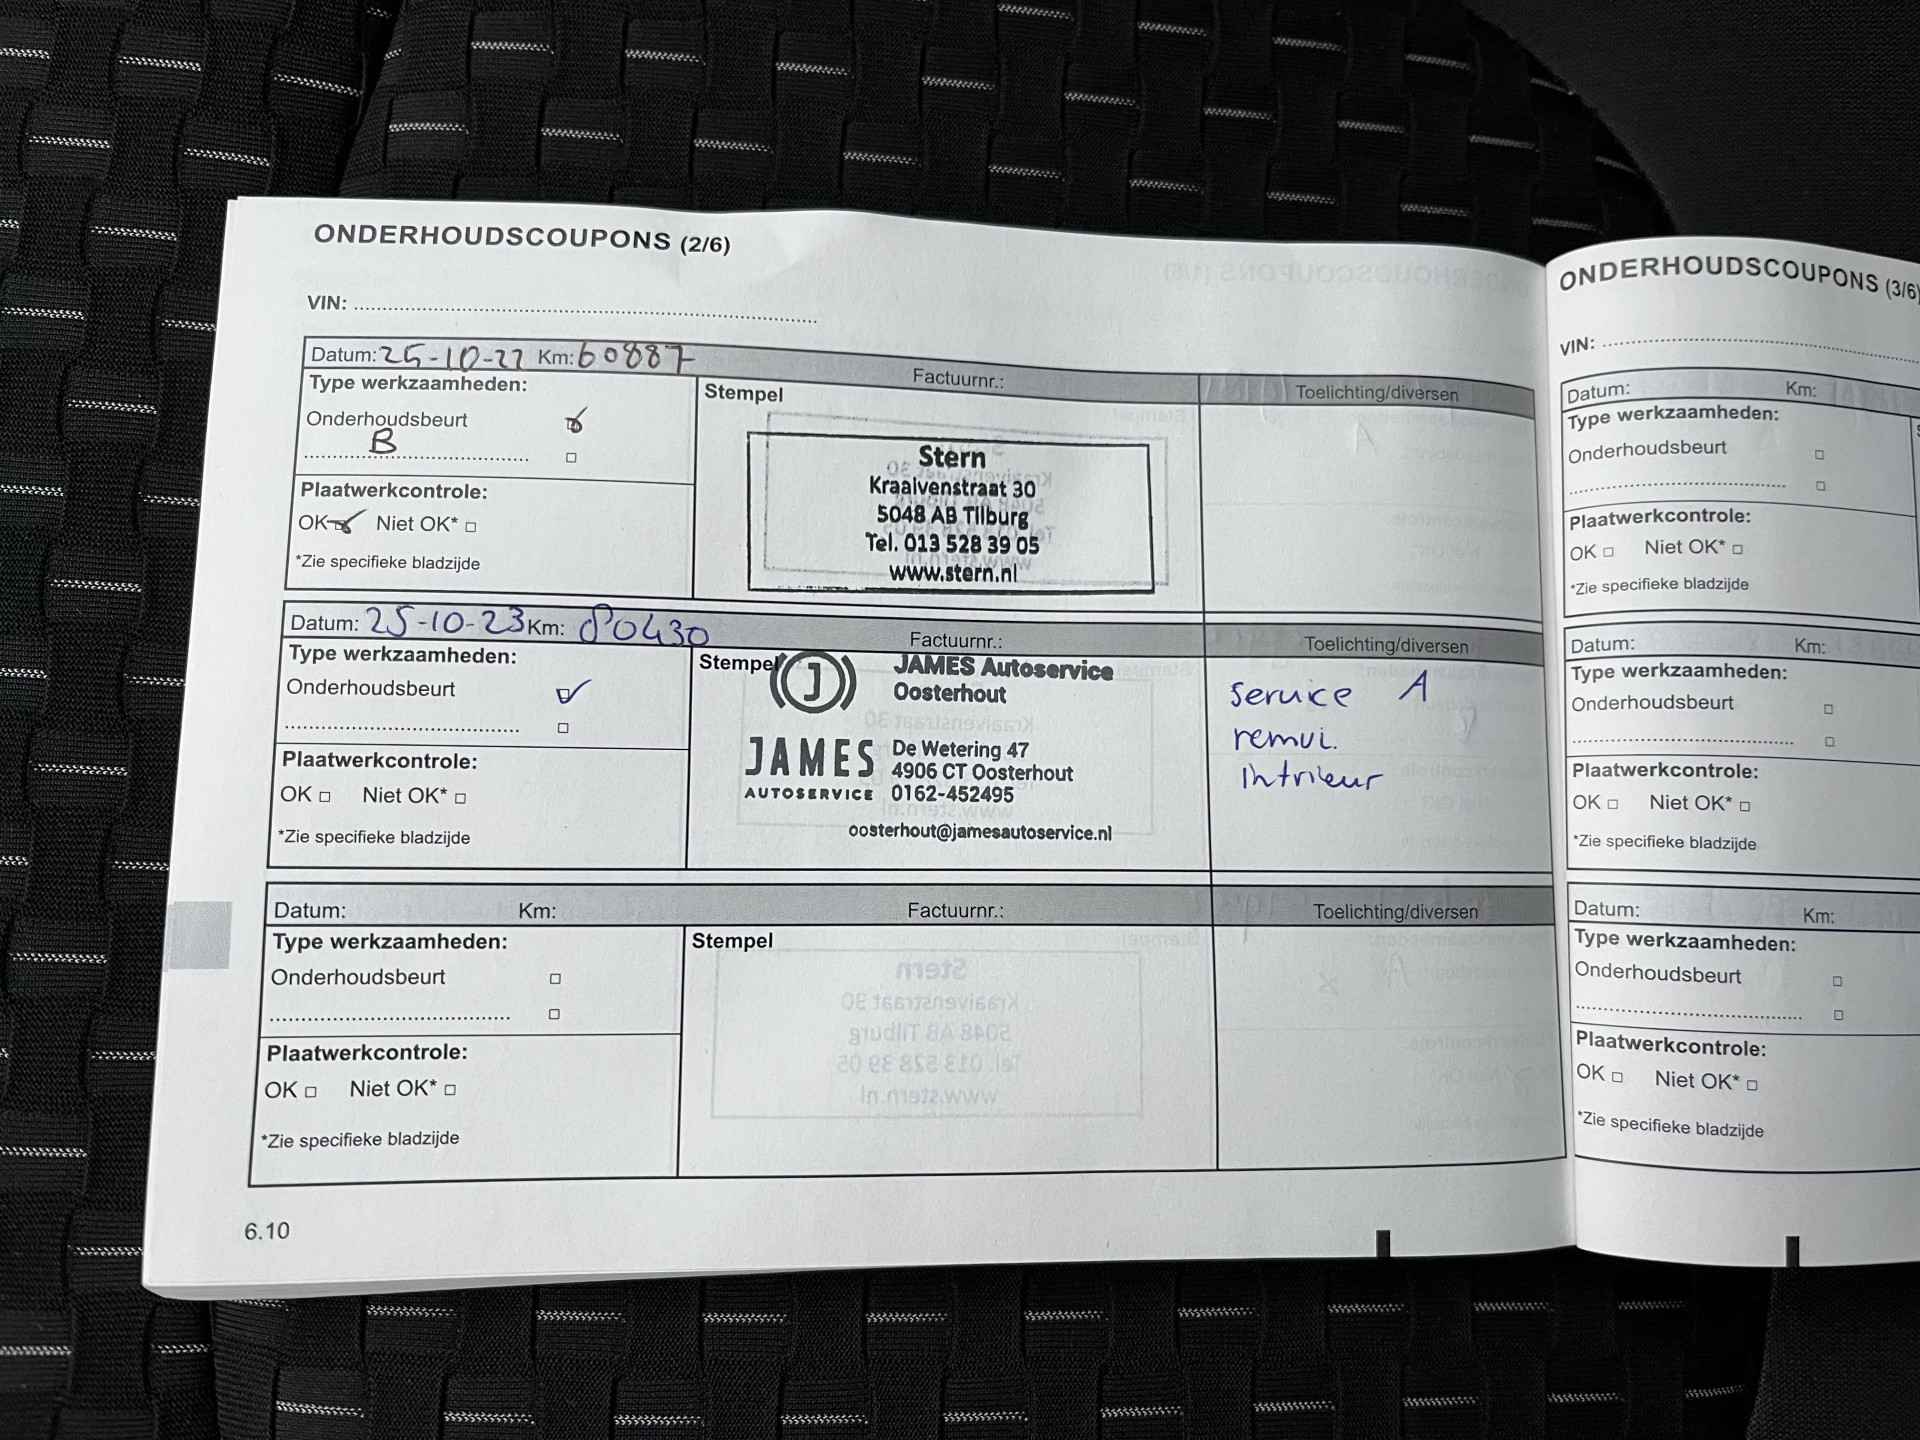 ONDERHOUDSCOUPONS (2/6)
VIN:
Datum: 25-10-22 Km: 60887 Factuurnr.: Toelichting/diversen
Type werkzaamheden:
Onderhoudsbeurt
B
Plaatwerkcontrole:
OK Niet OK*
*Zie specifieke bladzijde
Stempel
Stern
Kraaivenstraat 30
5048 AB Tilburg
Tel. 013 528 39 05
www.stern.nl
Datum: 25-10-23 Km: 80430 Factuurnr.: Toelichting/diversen
Type werkzaamheden:
Onderhoudsbeurt
Plaatwerkcontrole:
OK Niet OK*
*Zie specifieke bladzijde
Stempel
J
JAMES Autoservice
Oosterhout
JAMES
AUTOSERVICE
De Wetering 47
4906 CT Oosterhout
0162-452495
oosterhout@jamesautoservice.nl
service A
remvi.
intrieur
Datum: Km: Factuurnr.: Toelichting/diversen
Type werkzaamheden:
Onderhoudsbeurt
Plaatwerkcontrole:
OK Niet OK*
*Zie specifieke bladzijde
Stempel
6.10
ONDERHOUDSCOUPONS (3/6)
VIN:
Datum: Km:
Type werkzaamheden:
Onderhoudsbeurt
Plaatwerkcontrole:
OK Niet OK*
*Zie specifieke bladzijde
Datum: Km:
Type werkzaamheden:
Onderhoudsbeurt
Plaatwerkcontrole:
OK Niet OK*
*Zie specifieke bladzijde
Datum: Km:
Type werkzaamheden:
Onderhoudsbeurt
Plaatwerkcontrole:
OK Niet OK*
*Zie specifieke bladzijde